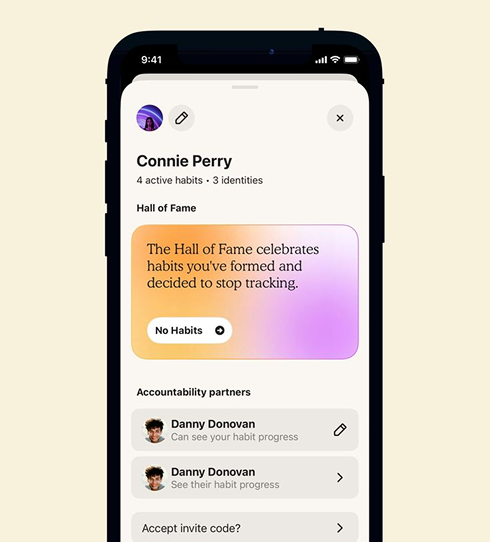 9:41
Connie Perry
4 active habits • 3 identities
Hall of Fame
The Hall of Fame celebrates
habits you've formed and
decided to stop tracking.
No Habits
Accountability partners
Danny Donovan
Can see your habit progress
Danny Donovan
See their habit progress
Accept invite code?